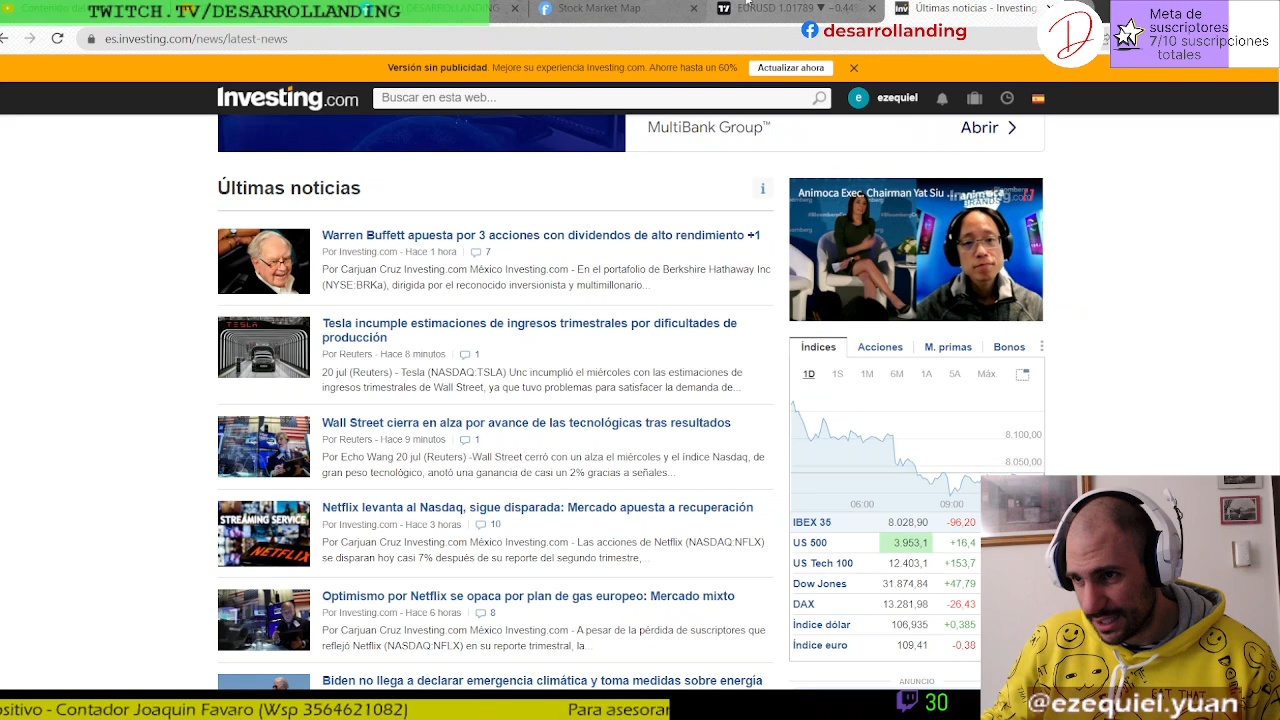 TWITCH.TV/DESARROLLANDING
DESARROLLANDING
Stock Market Map
EURUSD 1.01789 ▼ −0.44
Últimas noticias - Investing
es.investing.com/news/latest-news
desarrollanding
Meta de
suscriptores
7/10 suscripciones
totales
Versión sin publicidad. Mejore su experiencia Investing.com. Ahorre hasta un 60%
Actualizar ahora
Investing.com
Buscar en esta web...
e
ezequiel
MultiBank Group™
Abrir
Últimas noticias
Warren Buffett apuesta por 3 acciones con dividendos de alto rendimiento +1
Por Investing.com - Hace 1 hora
7
Por Carjuan Cruz Investing.com México Investing.com - En el portafolio de Berkshire Hathaway Inc
(NYSE:BRKa), dirigida por el reconocido inversionista y multimillonario...
TESLA
Tesla incumple estimaciones de ingresos trimestrales por dificultades de
producción
Por Reuters - Hace 8 minutos
1
20 jul (Reuters) - Tesla (NASDAQ:TSLA) Unc incumplió el miércoles con las estimaciones de
ingresos trimestrales de Wall Street, ya que tuvo problemas para satisfacer la demanda de...
Wall Street cierra en alza por avance de las tecnológicas tras resultados
Por Reuters - Hace 9 minutos
1
Por Echo Wang 20 jul (Reuters) -Wall Street cerró con un alza el miércoles y el índice Nasdaq, de
gran peso tecnológico, anotó una ganancia de casi un 2% gracias a señales...
STREAMING SERVICE
NETFLIX
Netflix levanta al Nasdaq, sigue disparada: Mercado apuesta a recuperación
Por Investing.com - Hace 3 horas
10
Por Carjuan Cruz Investing.com México Investing.com - Las acciones de Netflix (NASDAQ:NFLX)
se disparan hoy casi 7% después de su reporte del segundo trimestre,...
Optimismo por Netflix se opaca por plan de gas europeo: Mercado mixto
Por Investing.com - Hace 6 horas
8
Por Carjuan Cruz Investing.com México Investing.com - A pesar de la pérdida de suscriptores que
reflejó Netflix (NASDAQ:NFLX) en su reporte trimestral, la...
Biden no llega a declarar emergencia climática y toma medidas sobre energía
Animoca Exec. Chairman Yat Siu ...
Investing.com
BRANDS
Índices
Acciones
M. primas
Bonos
1D
1S
1M
6M
1A
5A
Máx.
8.100,00
8.050,00
06:00
09:00
IBEX 35 8.028,90 -96,20
US 500 3.953,1 +16,4
US Tech 100 12.403,1 +153,7
Dow Jones 31.874,84 +47,79
DAX 13.281,98 -26,43
Índice dólar 106,935 +0,385
Índice euro 109,41 -0,38
ANUNCIO
EAT THAT
@ezequiel.yuan
ositivo - Contador Joaquin Favaro (Wsp 3564621082)
Para asesorar
30